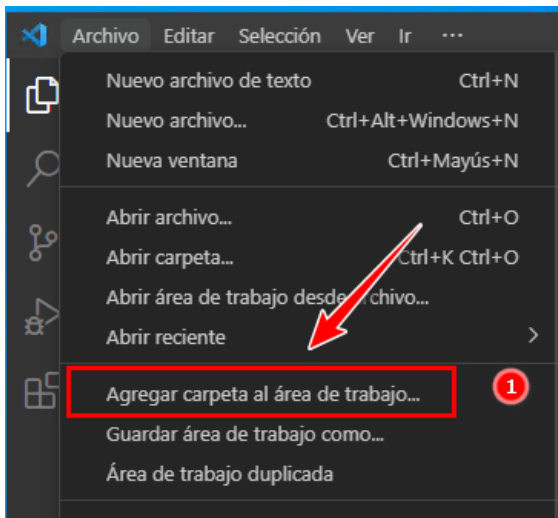 Archivo Editar Selección Ver Ir ···
Nuevo archivo de texto Ctrl+N
Nuevo archivo... Ctrl+Alt+Windows+N
Nueva ventana Ctrl+Mayús+N
Abrir archivo... Ctrl+O
Abrir carpeta... Ctrl+K Ctrl+O
Abrir área de trabajo desde archivo...
Abrir reciente >
Agregar carpeta al área de trabajo... 1
Guardar área de trabajo como...
Área de trabajo duplicada